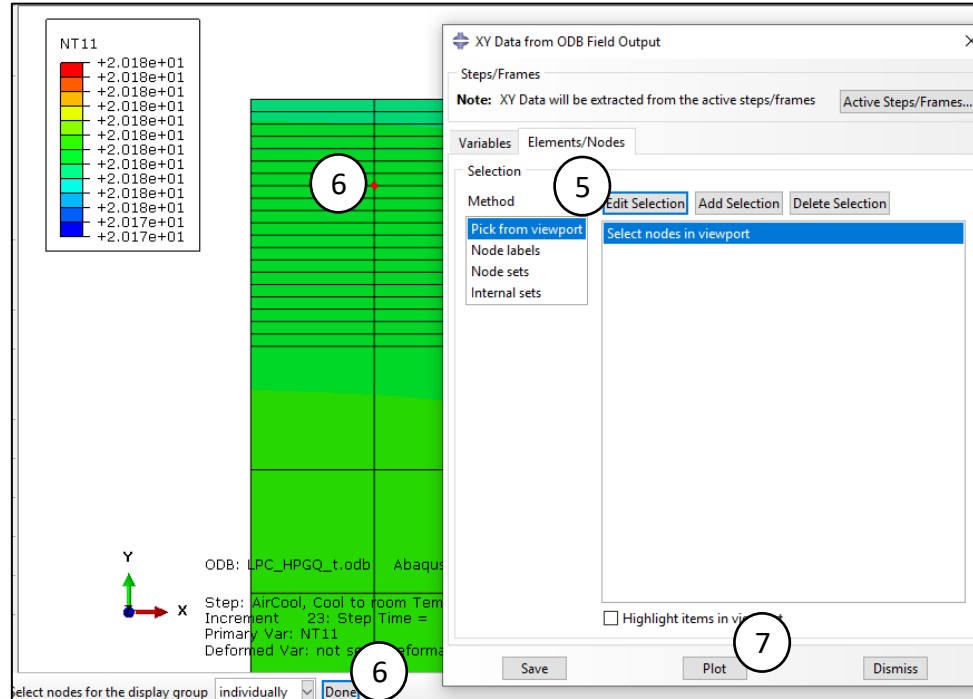 NT11
+2.018e+01
+2.018e+01
+2.018e+01
+2.018e+01
+2.018e+01
+2.018e+01
+2.018e+01
+2.018e+01
+2.018e+01
+2.018e+01
+2.018e+01
+2.017e+01
+2.017e+01
6
Y
X
ODB: LPC_HPGQ_t.odb Abaqus
Step: AirCool, Cool to room Tem
Increment 23: Step Time =
Primary Var: NT11
Deformed Var: not se
6
Select nodes for the display group individually Done
XY Data from ODB Field Output
Steps/Frames
Note: XY Data will be extracted from the active steps/frames Active Steps/Frames...
Variables Elements/Nodes
Selection
5
Method
Edit Selection Add Selection Delete Selection
Pick from viewport
Node labels
Node sets
Internal sets
Select nodes in viewport
Highlight items in
7
Save Plot Dismiss